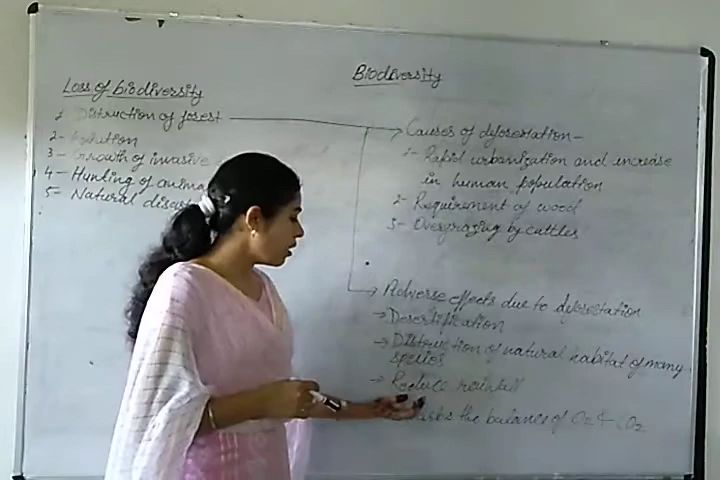 Biodiversity
Loss of biodiversity
1- Distruction of forest
2- Pollution
3- Growth of invasive
4- Hunting of anima
5- Natural disast
Causes of deforestation-
1- Rapid urbanization and increase
in human population
2- Requirement of wood
3- Overgrazing by cattles
Adverse effects due to deforestation
→ Desertification
→ Distruction of natural habitat of many
species
→ Reduce rainfall
the balance of O2 & CO2.